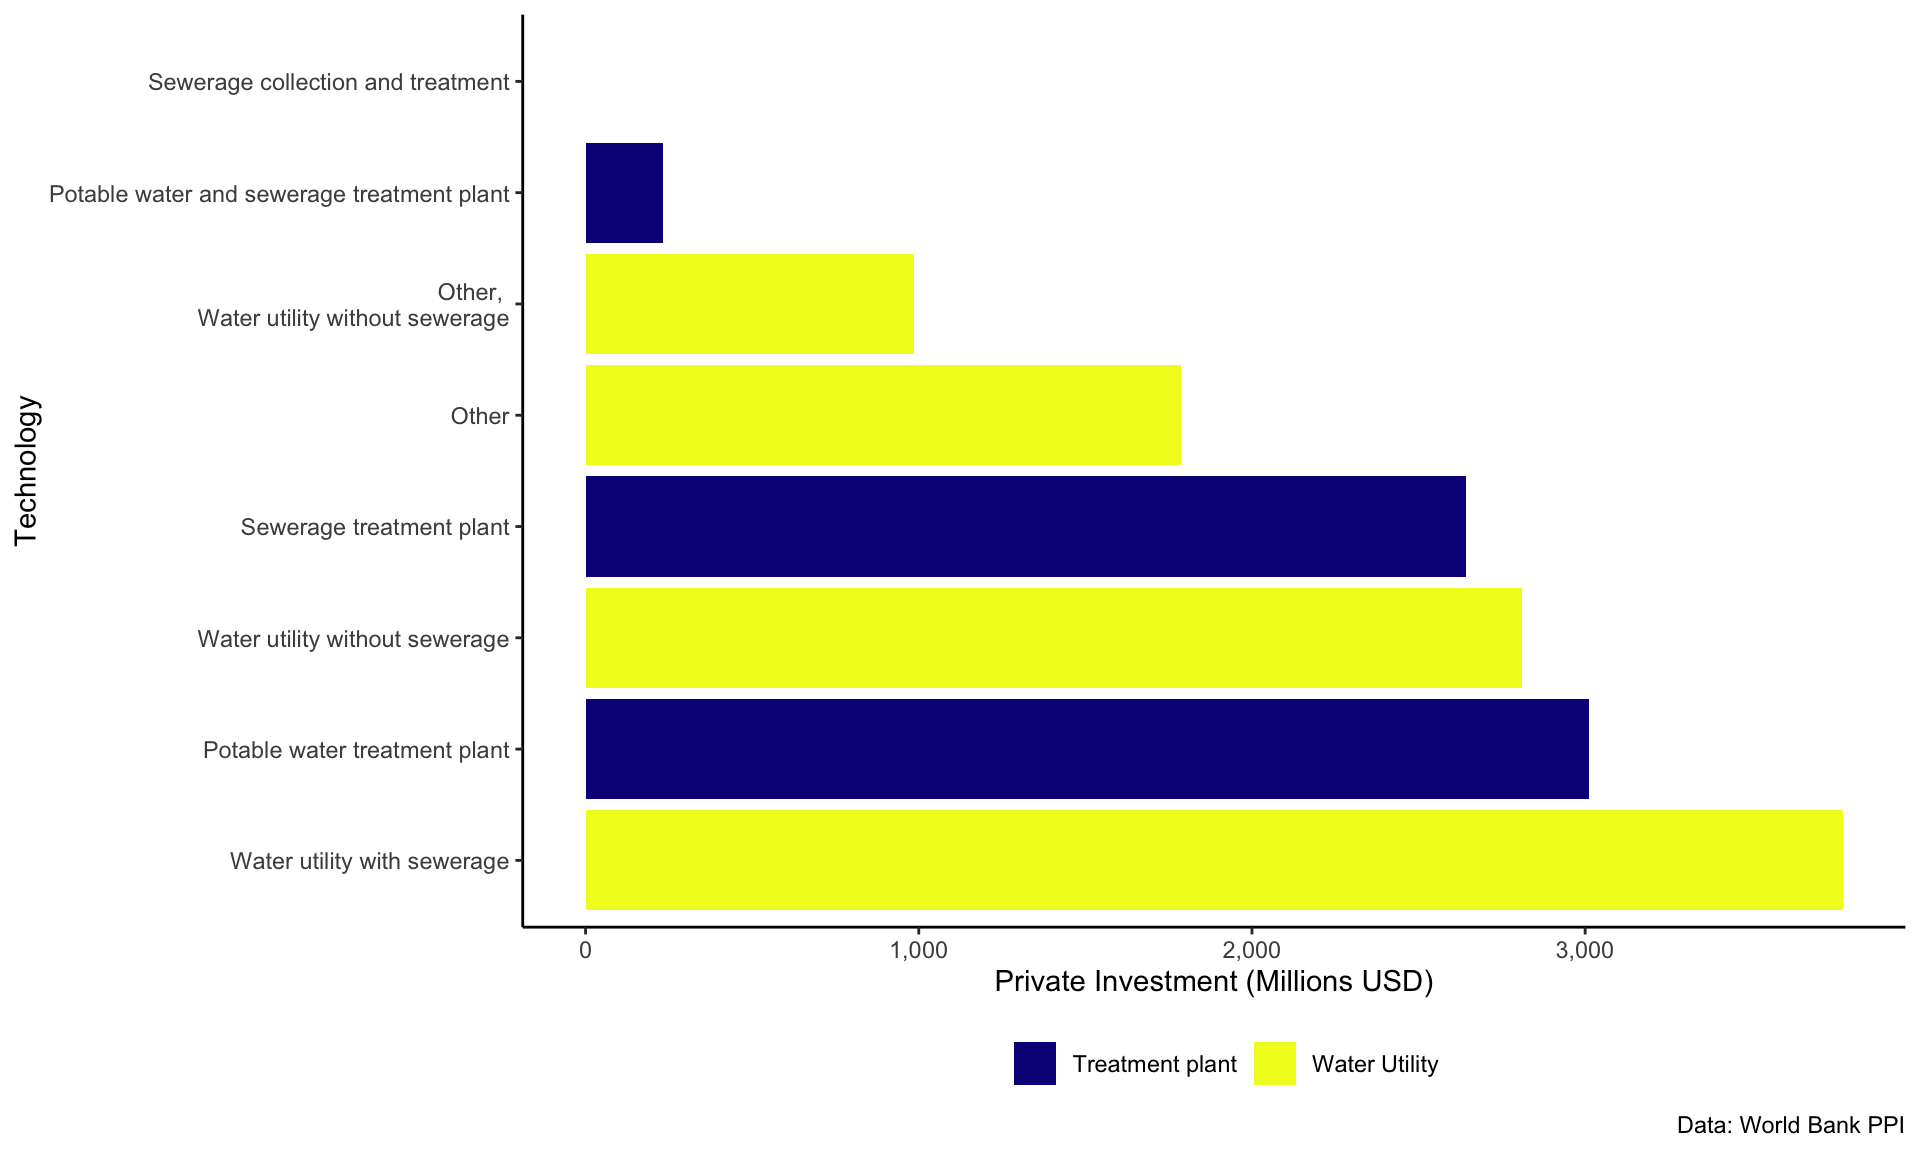 Sewerage collection and treatment
Potable water and sewerage treatment plant
Other,
Water utility without sewerage
Other
Sewerage treatment plant
Water utility without sewerage
Potable water treatment plant
Water utility with sewerage
Technology
0 1,000 2,000 3,000
Private Investment (Millions USD)
Treatment plant Water Utility
Data: World Bank PPI